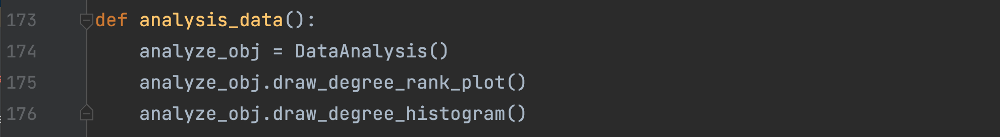 173 def analysis_data():
174     analyze_obj = DataAnalysis()
175     analyze_obj.draw_degree_rank_plot()
176     analyze_obj.draw_degree_histogram()